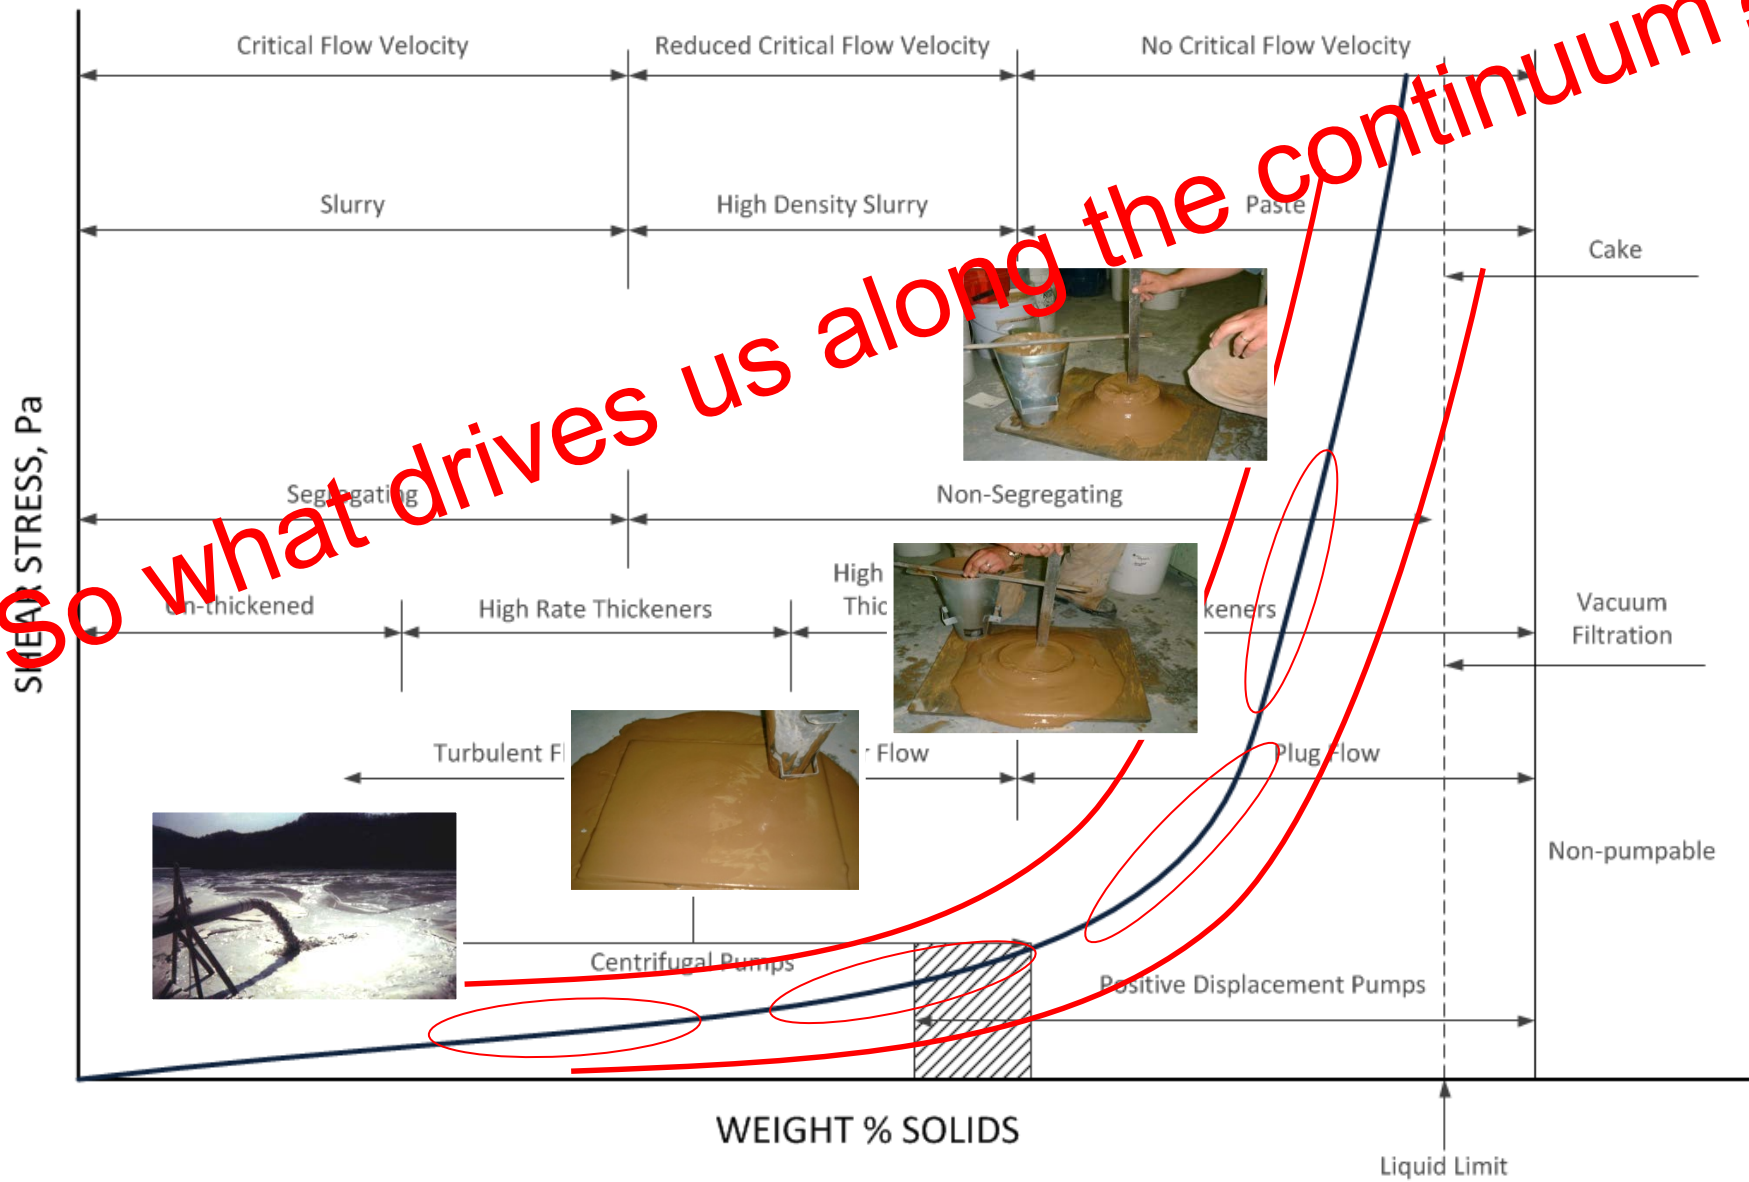 Critical Flow Velocity
Reduced Critical Flow Velocity
No Critical Flow Velocity
So what drives us along the continuum
Slurry
High Density Slurry
Paste
Cake
SHEAR STRESS, Pa
Segregating
Non-Segregating
High
Un-thickened
High Rate Thickeners
Vacuum
Filtration
Turbulent
Flow
Plug Flow
Non-pumpable
Centrifugal Pumps
Positive Displacement Pumps
WEIGHT % SOLIDS
Liquid Limit